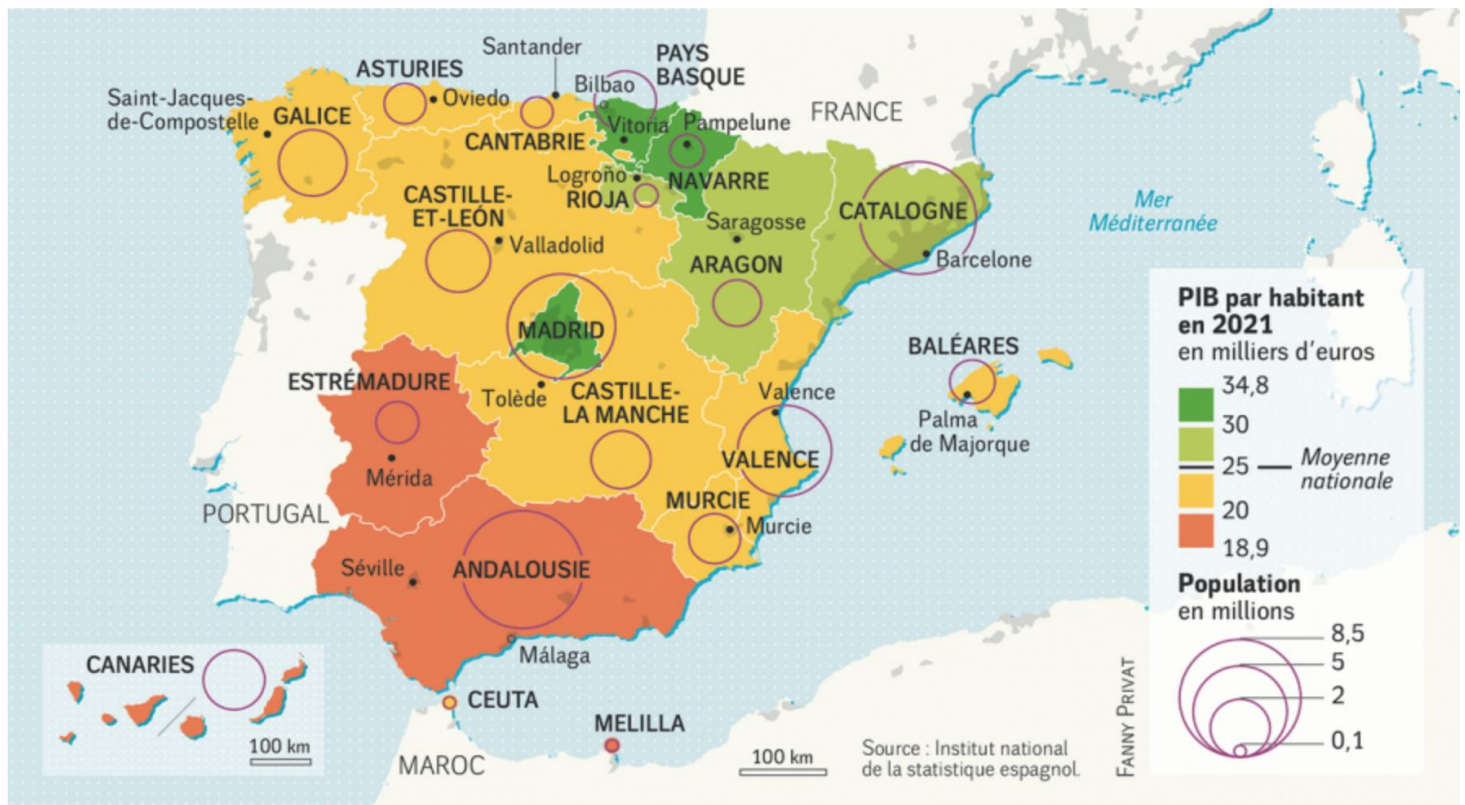 Santander
PAYS
BASQUE
ASTURIES
Bilbao
Saint-Jacques-
de-Compostelle
GALICE
Oviedo
FRANCE
CANTABRIE
Vitoria
Pampelune
Logroño
NAVARRE
RIOJA
CASTILLE-
ET-LEÓN
Valladolid
Saragosse
ARAGON
CATALOGNE
Barcelone
Mer
Méditerranée
MADRID
ESTRÉMADURE
Tolède
CASTILLE-
LA MANCHE
Valence
BALÉARES
Palma
de Majorque
Mérida
VALENCE
MURCIE
Murcie
PORTUGAL
Séville
ANDALOUSIE
Málaga
CANARIES
100 km
CEUTA
MELILLA
MAROC
100 km
Source : Institut national
de la statistique espagnol.
FANNY PRIVAT
PIB par habitant
en 2021
en milliers d’euros
34,8
30
25 Moyenne
nationale
20
18,9
Population
en millions
8,5
5
2
0,1